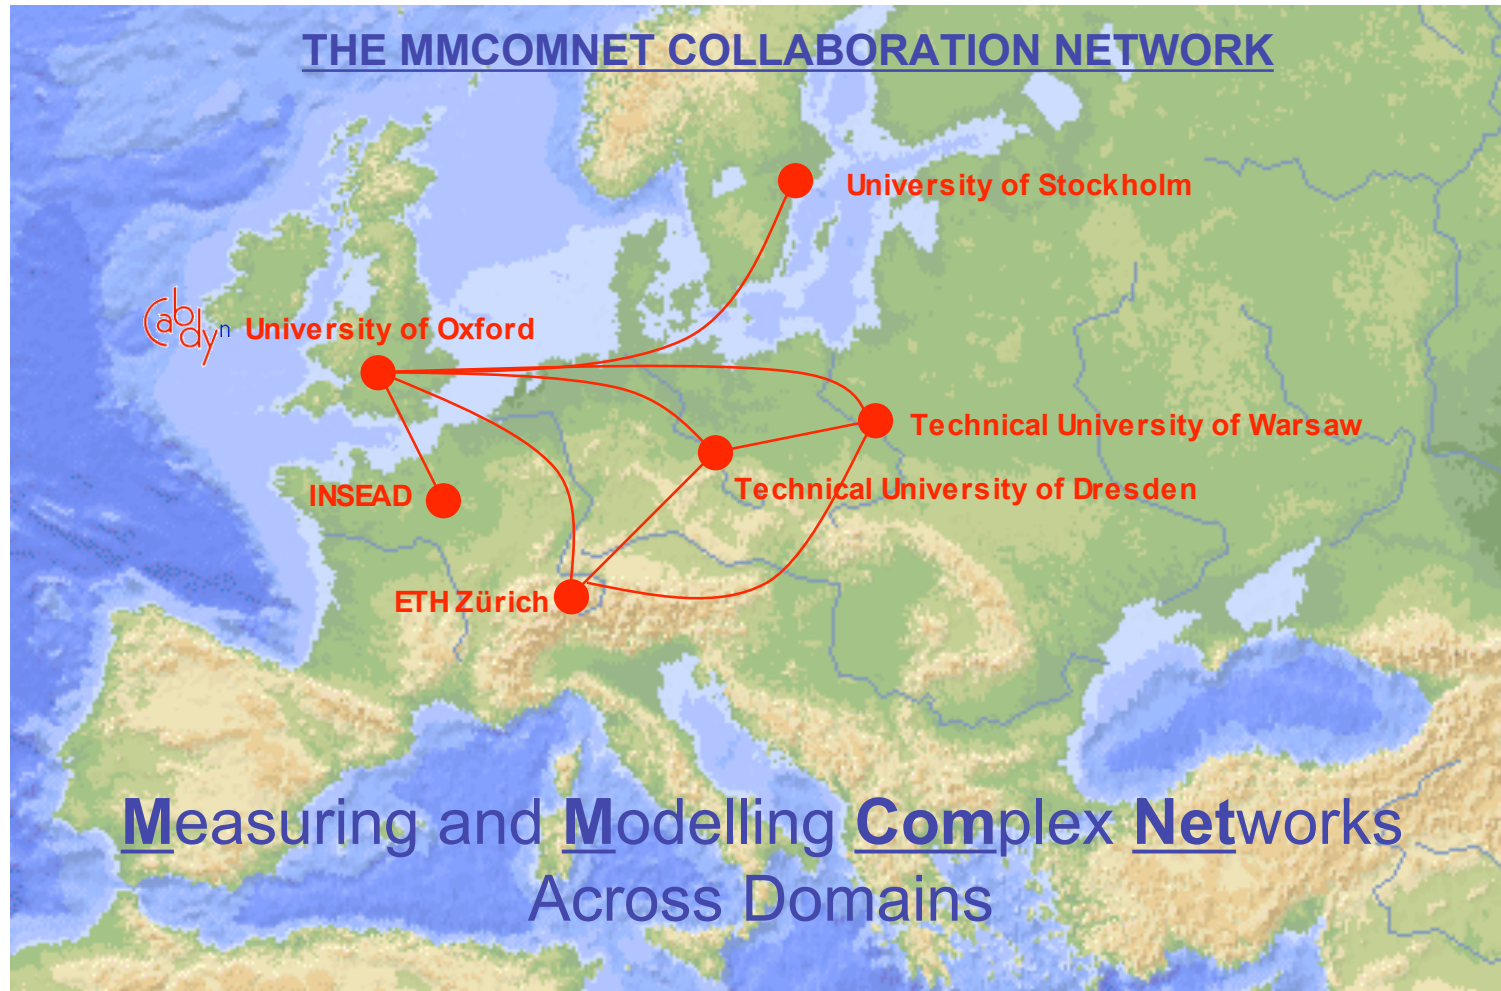 THE MMCOMNET COLLABORATION NETWORK
University of Stockholm
Cabdyn
University of Oxford
Technical University of Warsaw
Technical University of Dresden
INSEAD
ETH Zürich
Measuring and Modelling Complex Networks
Across Domains